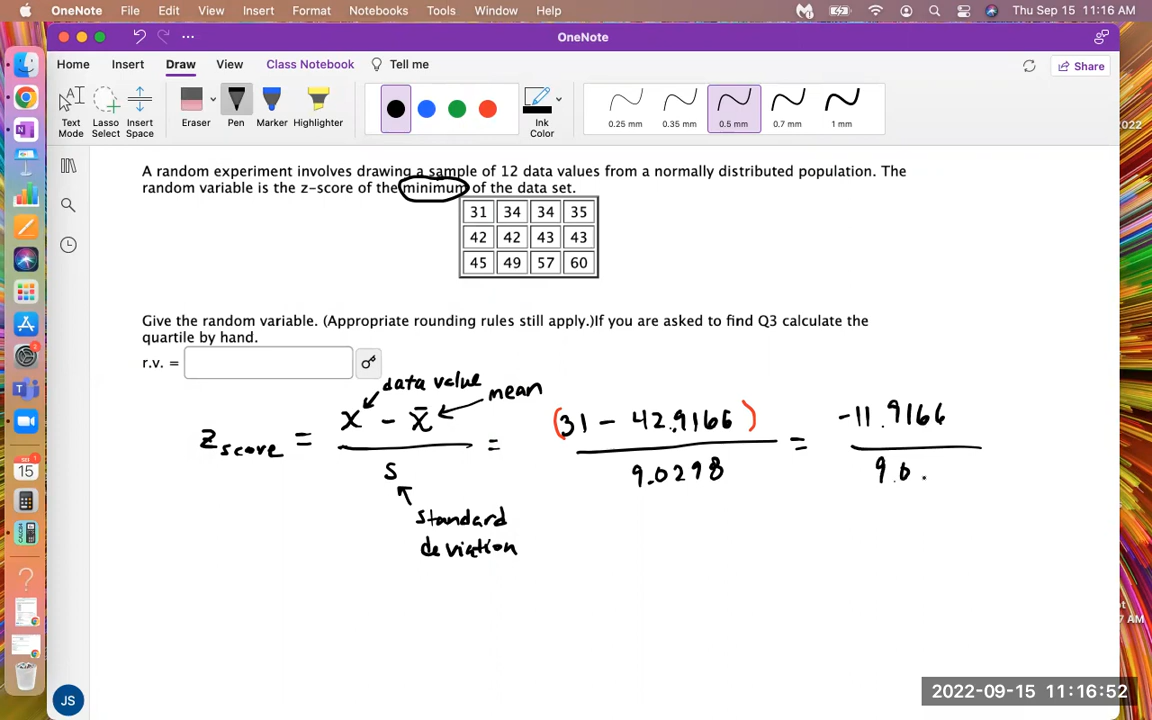 OneNote File Edit View Insert Format Notebooks Tools Window Help Thu Sep 15 11:16 AM
OneNote
Home Insert Draw View Class Notebook Tell me Share
Text Mode Lasso Select Insert Space Eraser Pen Marker Highlighter Ink Color 0.25 mm 0.35 mm 0.5 mm 0.7 mm 1 mm
2022
A random experiment involves drawing a sample of 12 data values from a normally distributed population. The
random variable is the z-score of the minimum of the data set.
31 34 34 35
42 42 43 43
45 49 57 60
Give the random variable. (Appropriate rounding rules still apply.)If you are asked to find Q3 calculate the
quartile by hand.
r.v. =
data value
mean
z score = x - x̄ / s = (31 - 42.9166) / 9.0298 = -11.9166 / 9.0.
standard
deviation
SEP
15
JS
7 AM
2022-09-15 11:16:52